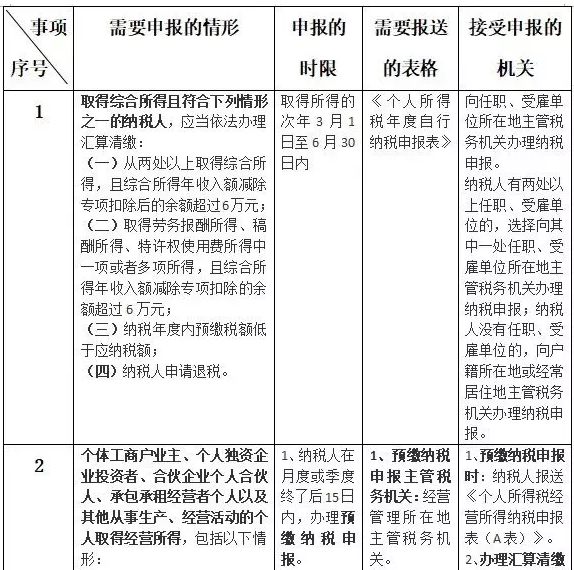 事项
序号
需要申报的情形
申报的
时限
需要报送
的表格
接受申报的
机关
1
取得综合所得且符合下列情形
之一的纳税人，应当依法办理
汇算清缴：
（一）从两处以上取得综合所
得，且综合所得年收入额减除
专项扣除后的余额超过6万元；
（二）取得劳务报酬所得、稿
酬所得、特许权使用费所得中
一项或者多项所得，且综合所
得年收入额减除专项扣除的余
额超过 6 万元；
（三）纳税年度内预缴税额低
于应纳税额；
（四）纳税人申请退税。
取得所得的
次年 3 月 1
日至 6 月 30
日内
《个人所得
税年度自行
纳税申报表》
向任职、受雇单
位所在地主管税
务机关办理纳税
申报。
纳税人有两处以
上任职、受雇单
位的，选择向其
中一处任职、受
雇单位所在地主
管税务机关办理
纳税申报；纳税
人没有任职、受
雇单位的，向户
籍所在地或经常
居住地主管税务
机关办理纳税申
报。
2
个体工商户业主、个人独资企
业投资者、合伙企业个人合伙
人、承包承租经营者个人以及
其他从事生产、经营活动的个
人取得经营所得，包括以下情
形：
1、纳税人在
月度或季度
终了后15日
内，办理预
缴纳税申
报。
1、预缴纳税
申报主管税
务机关：经营
管理所在地
主管税务机
关。
1、预缴纳税申报
时：纳税人报送
《个人所得税经
营所得纳税申报
表（A表）》。
2、办理汇算清缴